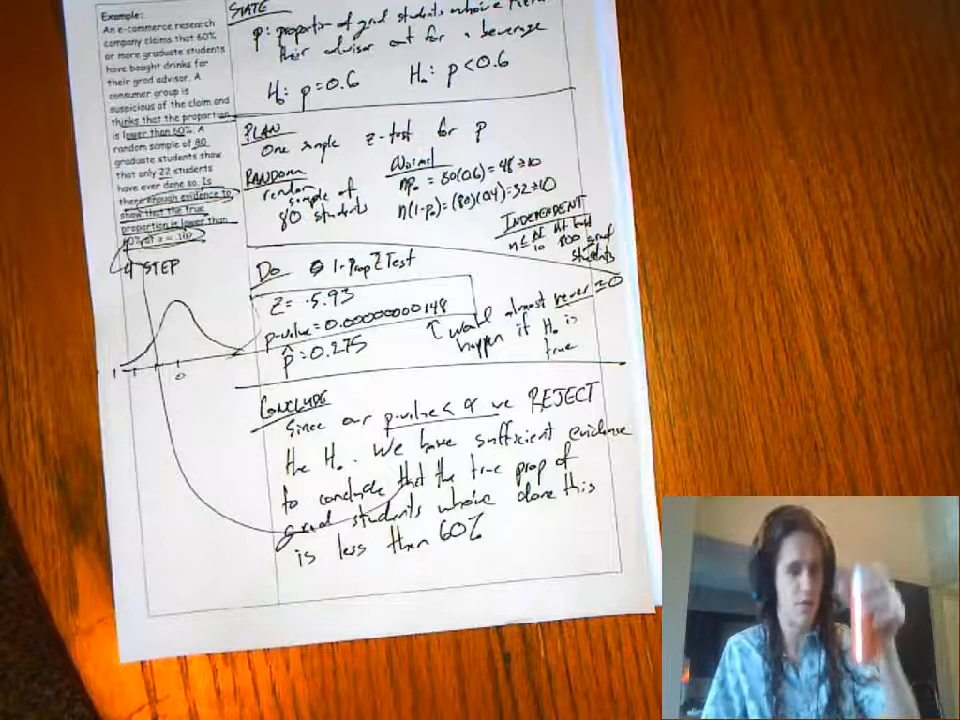 Example:
An e-commerce research
company claims that 60%
or more graduate students
have bought drinks for
their grad advisor. A
consumer group is
suspicious of the claim and
thinks that the proportion
is lower than 60%. A
random sample of 80
graduate students show
that only 22 students
have ever done so. Is
there enough evidence to
show that the true
proportion is lower than
60% at α = .10?
4 STEP
0
STATE
p: proportion of grad students who've
their advisor out for a beverage
H₀: p=0.6 Hₐ: p<0.6
PLAN
One sample z-test for p
RANDOM
random
sample of
80 students
Normal
np₀ = 80(0.6)=48≥10
n(1-p₀)=(80)(0.4)=32≥10
INDEPENDENT
n≤ N/10 At least
800 grad
students
Do 1-Prop Z Test
Z = -5.93
p-value=0.00000000148
p̂=0.275
≈0
↑ would almost never
happen if H₀ is
true
CONCLUDE
Since our p-value < α we REJECT
the H₀. We have sufficient evidence
to conclude that the true prop of
grad students who've done this
is less than 60%